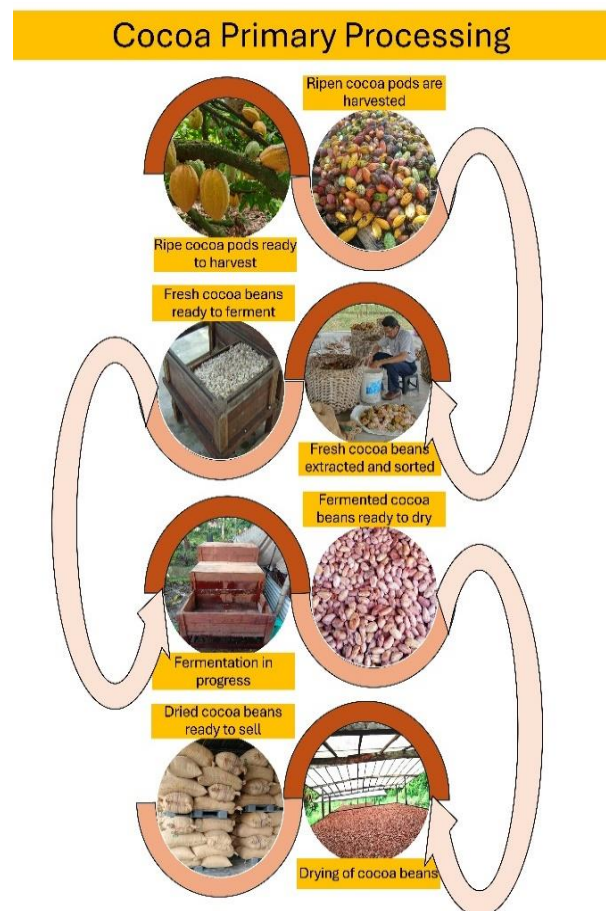 Cocoa Primary Processing
Ripe cocoa pods ready
to harvest
Ripen cocoa pods are
harvested
Fresh cocoa beans
extracted and sorted
Fresh cocoa beans
ready to ferment
Fermentation in
progress
Fermented cocoa
beans ready to dry
Drying of cocoa beans
Dried cocoa beans
ready to sell